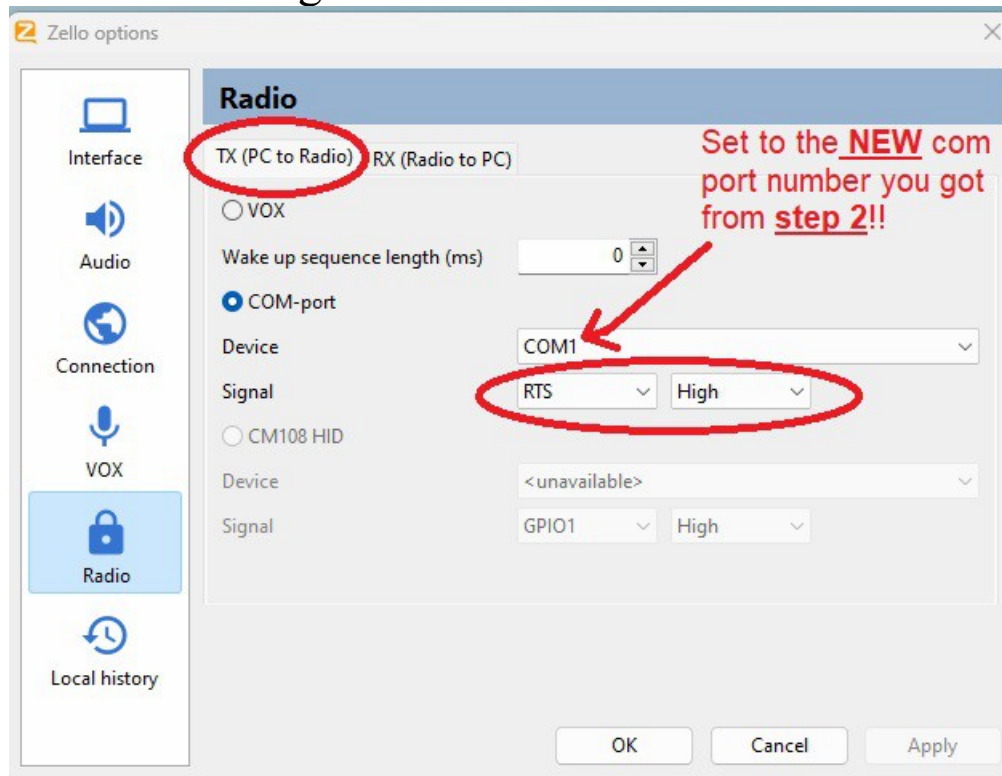 Zello options
Radio
Interface
Audio
Connection
VOX
Radio
Local history
TX (PC to Radio) RX (Radio to PC)
Set to the NEW com
port number you got
from step 2!!
VOX
Wake up sequence length (ms) 0
COM-port
Device COM1
Signal RTS High
CM108 HID
Device <unavailable>
Signal GPIO1 High
OK Cancel Apply